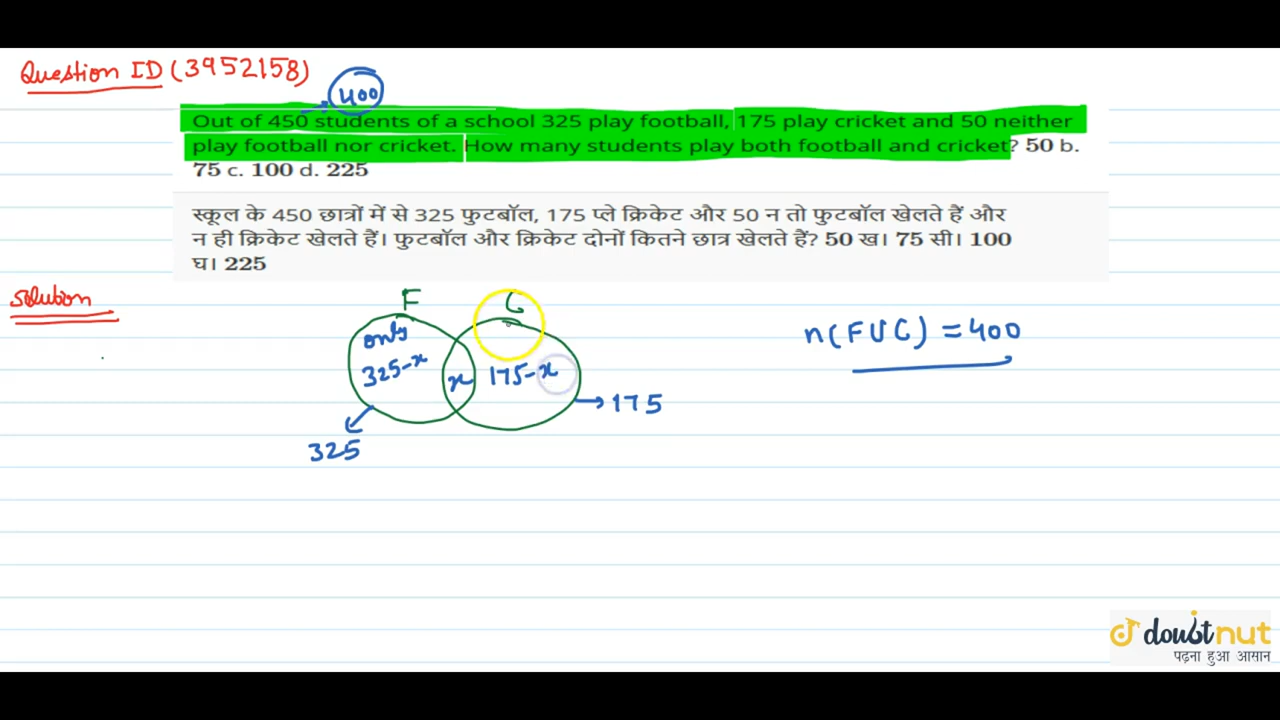 Question ID (3952158)
400
Out of 450 students of a school 325 play football, 175 play cricket and 50 neither
play football nor cricket. How many students play both football and cricket? 50 b.
75 c. 100 d. 225
स्कूल के 450 छात्रों में से 325 फुटबॉल, 175 प्ले क्रिकेट और 50 न तो फुटबॉल खेलते हैं और
न ही क्रिकेट खेलते हैं। फुटबॉल और क्रिकेट दोनों कितने छात्र खेलते हैं? 50 ख। 75 सी। 100
घ। 225
Solution
F C
only
325-x x 175-x
175
325
n(FUC) = 400
doubtnut
पढ़ना हुआ आसान